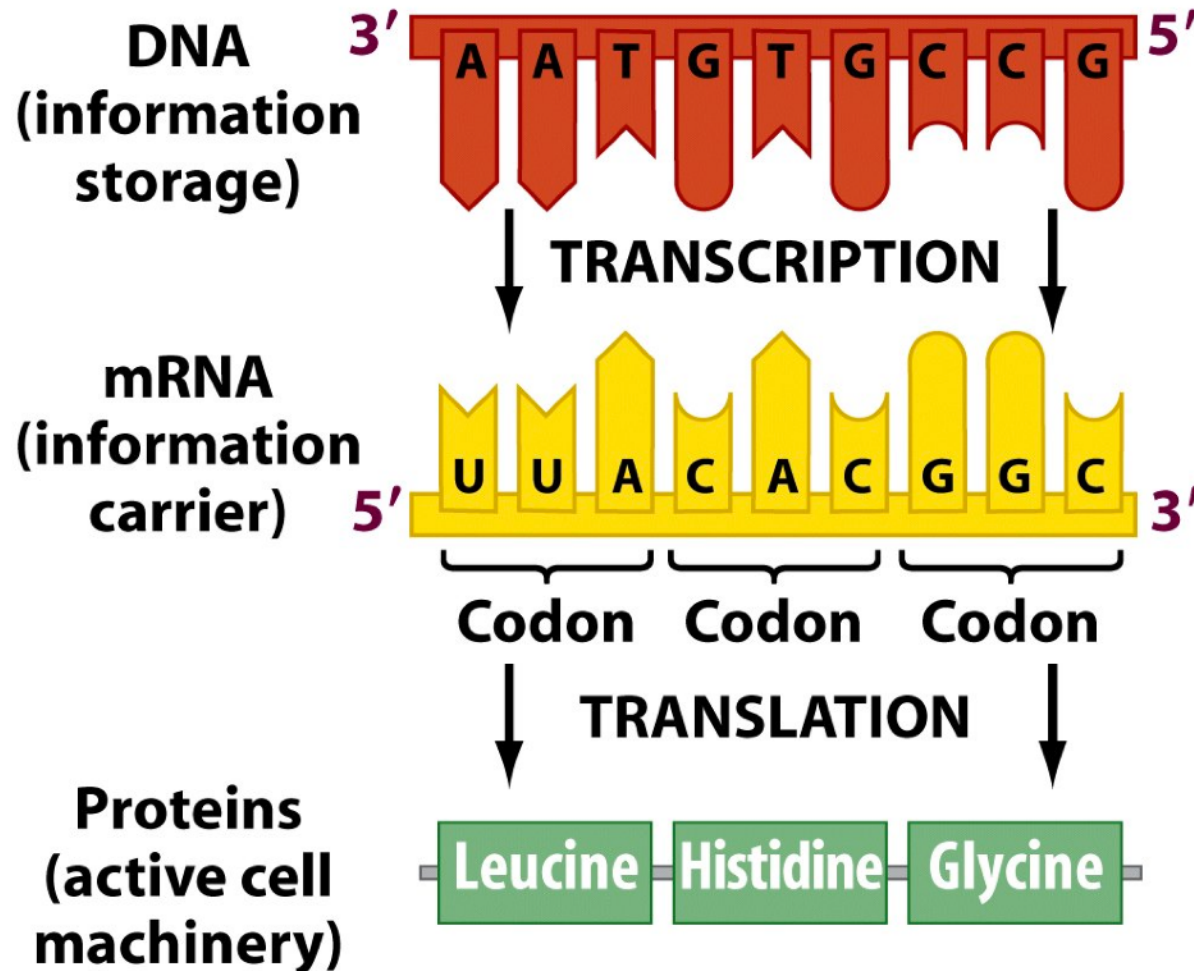 DNA
(information
storage)
3′ A A T G T G C C G 5′
TRANSCRIPTION
mRNA
(information
carrier)
5′ U U A C A C G G C 3′
Codon Codon Codon
TRANSLATION
Proteins
(active cell
machinery)
Leucine Histidine Glycine